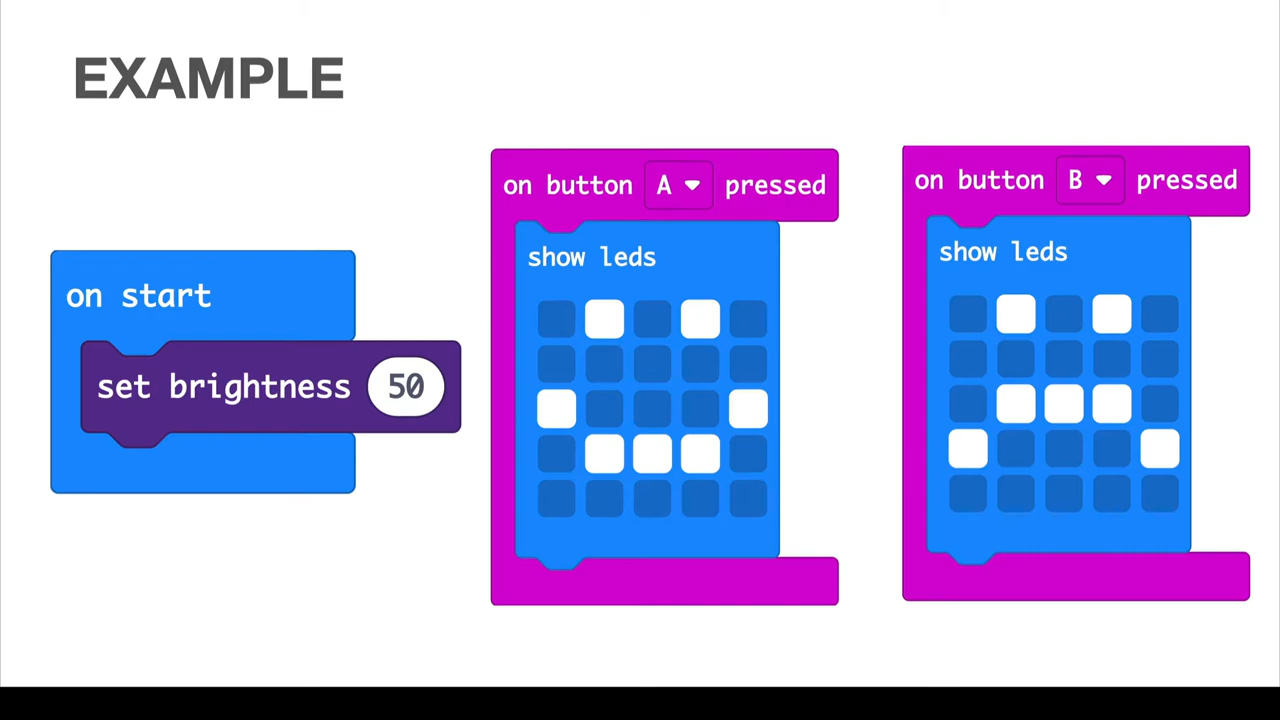 EXAMPLE
on start
set brightness 50
on button A pressed
show leds
on button B pressed
show leds